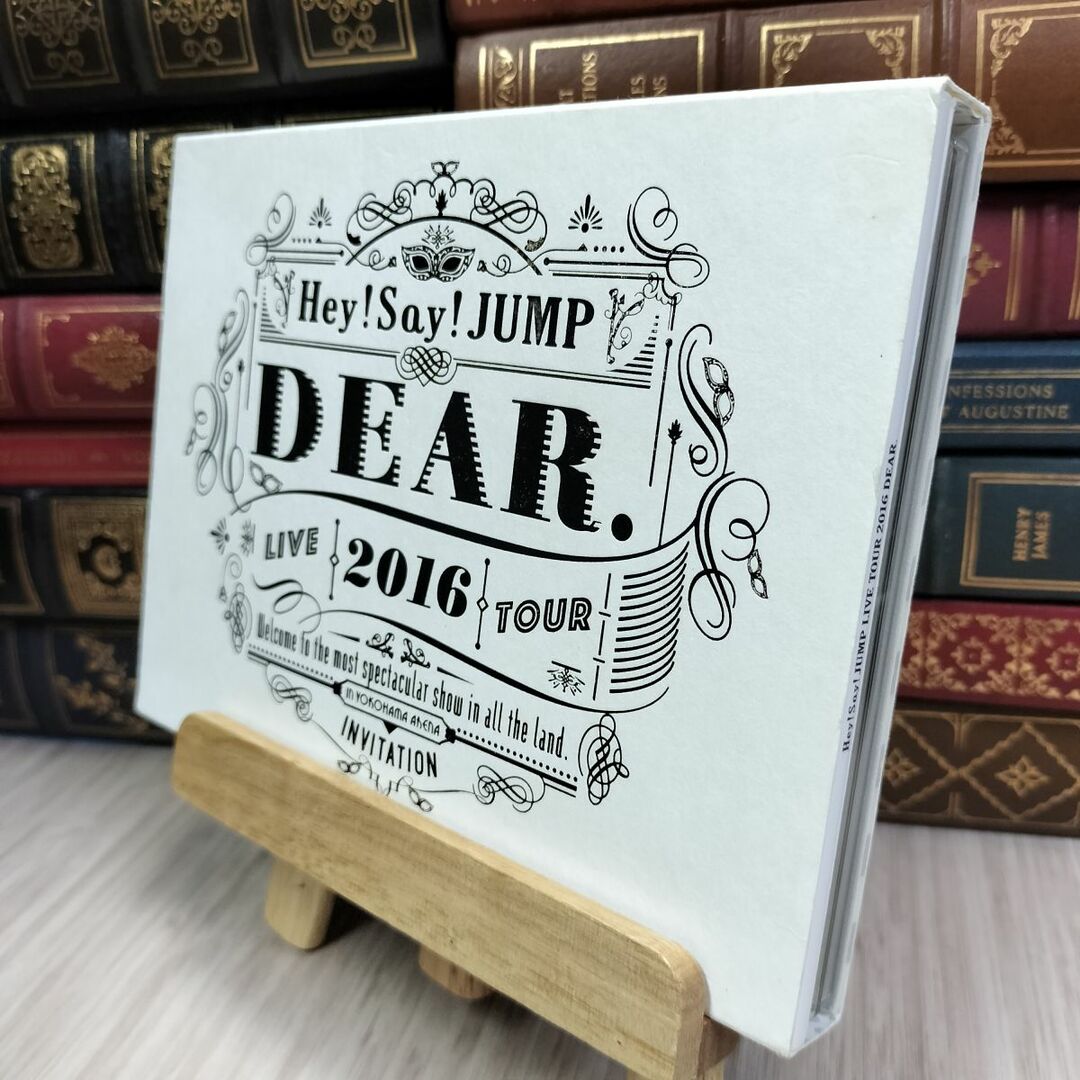 Hey! Say! JUMP
DEAR.
LIVE 2016 TOUR
Welcome to the most spectacular show in all the land.
IN YOKOHAMA ARENA
INVITATION
Hey! Say! JUMP LIVE TOUR 2016 DEAR
NFESSIONS
AUGUSTINE
HENRY
JAMES